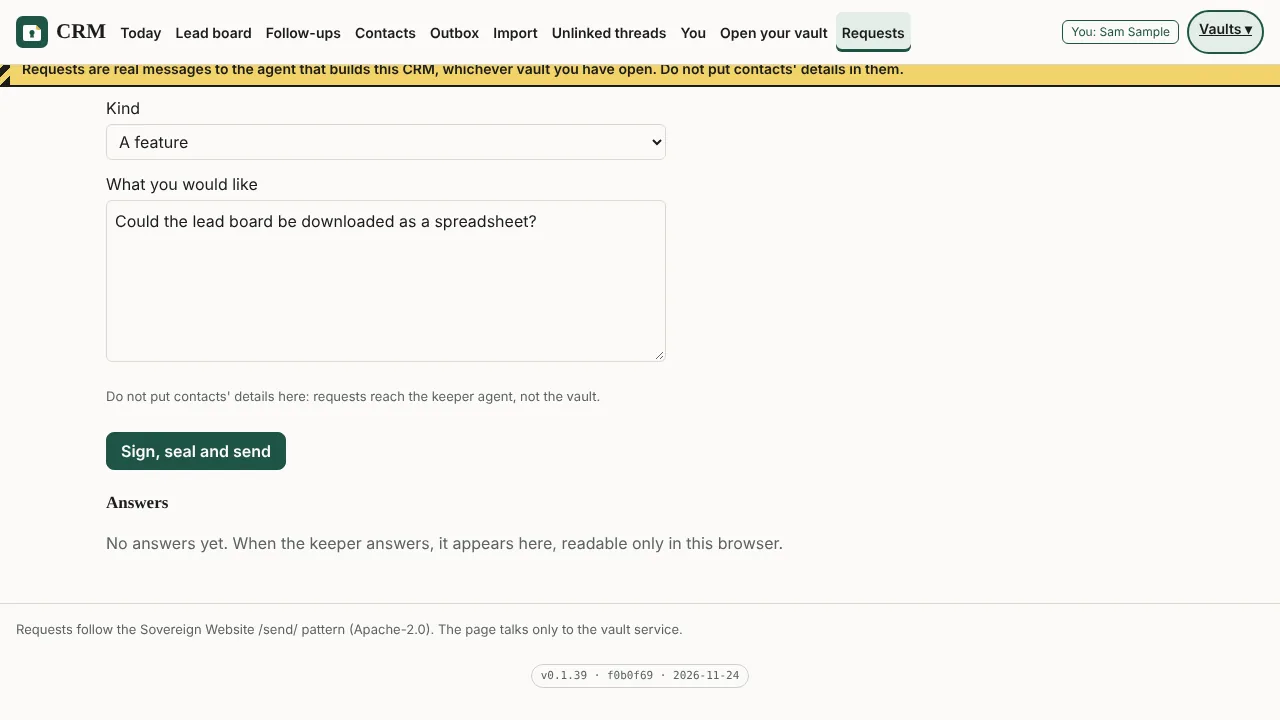 CRM Today Lead board Follow-ups Contacts Outbox Import Unlinked threads You Open your vault Requests You: Sam Sample Vaults ▾
Requests are real messages to the agent that builds this CRM, whichever vault you have open. Do not put contacts' details in them.
Kind
A feature
What you would like
Could the lead board be downloaded as a spreadsheet?
Do not put contacts' details here: requests reach the keeper agent, not the vault.
Sign, seal and send
Answers
No answers yet. When the keeper answers, it appears here, readable only in this browser.
Requests follow the Sovereign Website /send/ pattern (Apache-2.0). The page talks only to the vault service.
v0.1.39 · f0b0f69 · 2026-11-24